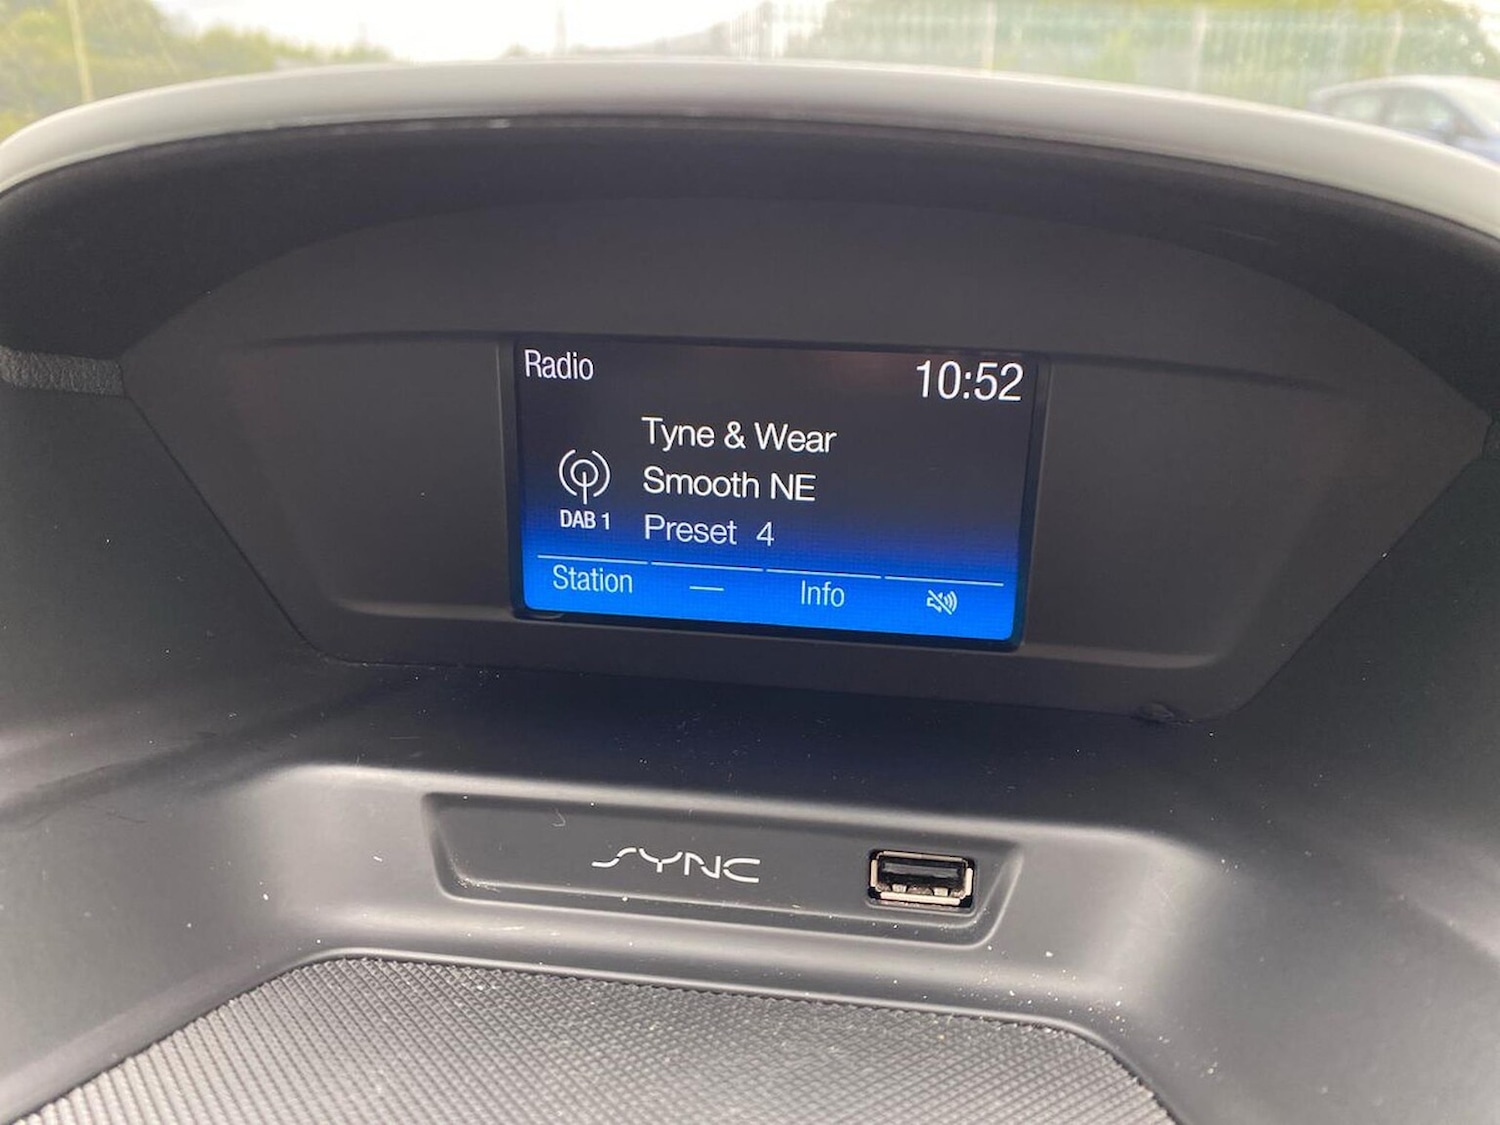 Radio 10:52
Tyne & Wear
Smooth NE
DAB 1
Preset 4
Station — Info
SYNC